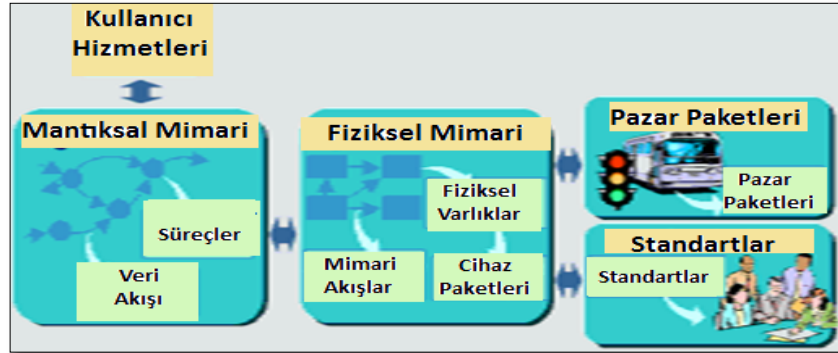 Kullanıcı
Hizmetleri
Mantıksal Mimari
Süreçler
Veri
Akışı
Fiziksel Mimari
Fiziksel
Varlıklar
Mimari
Akışlar
Cihaz
Paketleri
Pazar Paketleri
Pazar
Paketleri
Standartlar
Standartlar